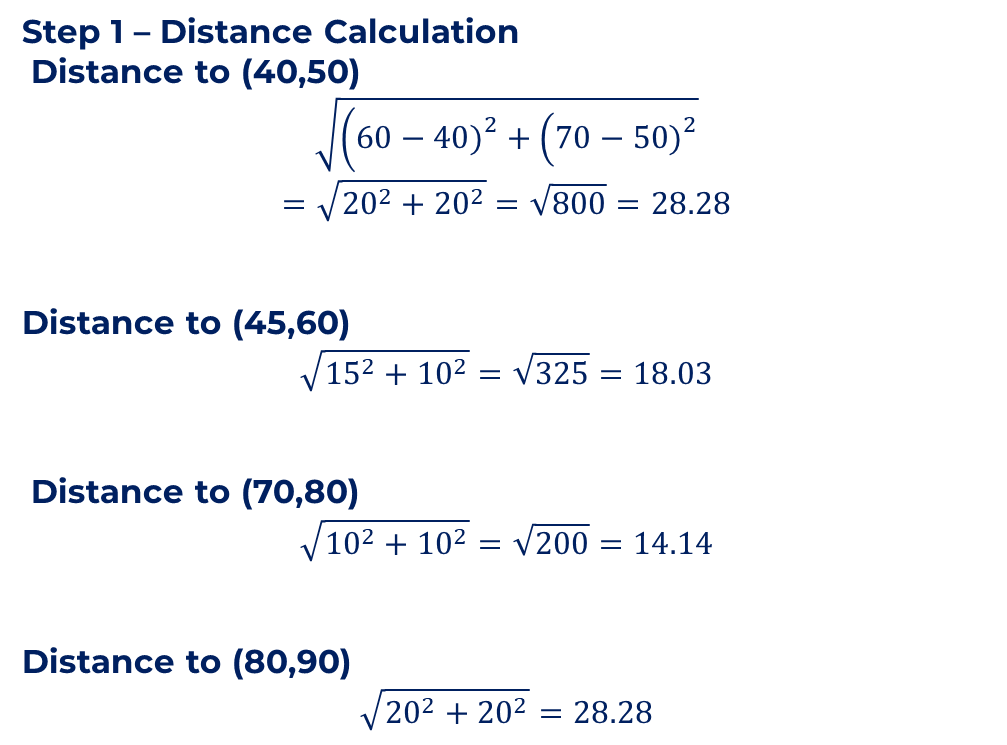 Step 1 – Distance Calculation
Distance to (40,50)
√((60 − 40)² + (70 − 50)²)
= √(20² + 20²) = √800 = 28.28
Distance to (45,60)
√(15² + 10²) = √325 = 18.03
Distance to (70,80)
√(10² + 10²) = √200 = 14.14
Distance to (80,90)
√(20² + 20²) = 28.28